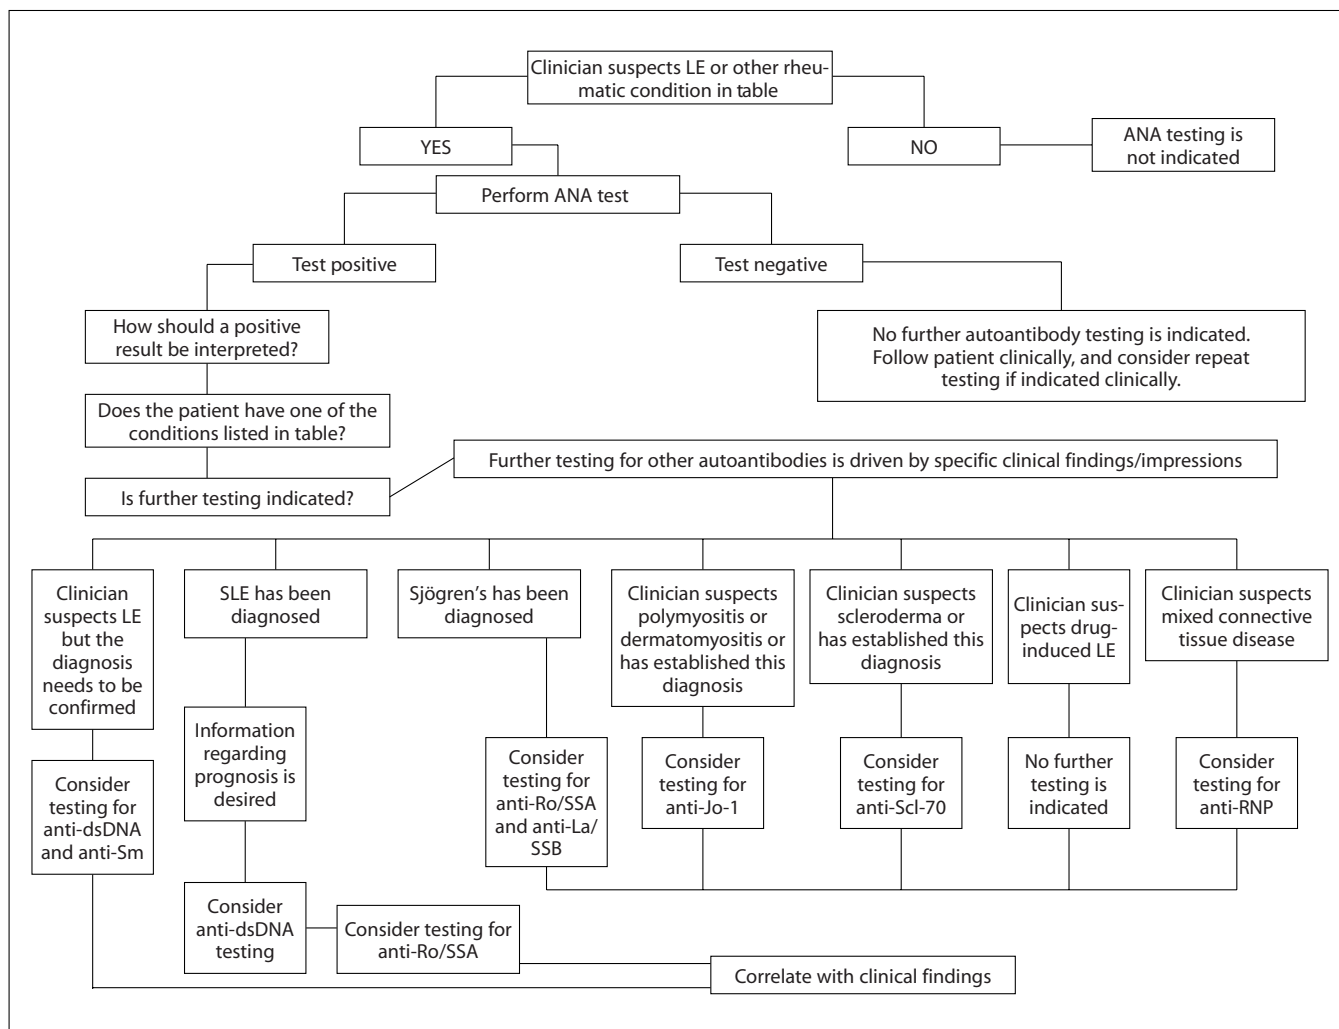 Clinician suspects LE or other rheu-
matic condition in table
YES
NO
ANA testing is
not indicated
Perform ANA test
Test positive
Test negative
How should a positive
result be interpreted?
No further autoantibody testing is indicated.
Follow patient clinically, and consider repeat
testing if indicated clinically.
Does the patient have one of the
conditions listed in table?
Further testing for other autoantibodies is driven by specific clinical findings/impressions
Is further testing indicated?
Clinician
suspects LE
but the
diagnosis
needs to be
confirmed
SLE has been
diagnosed
Sjögren's has been
diagnosed
Clinician suspects
polymyositis or
dermatomyositis or
has established this
diagnosis
Clinician suspects
scleroderma or
has established this
diagnosis
Clinician sus-
pects drug-
induced LE
Clinician suspects
mixed connective
tissue disease
Information
regarding
prognosis is
desired
Consider
testing for
anti-dsDNA
and anti-Sm
Consider
testing for
anti-Ro/SSA
and anti-La/
SSB
Consider
testing for
anti-Jo-1
Consider
testing for
anti-Scl-70
No further
testing is
indicated
Consider
testing for
anti-RNP
Consider
anti-dsDNA
testing
Consider testing for
anti-Ro/SSA
Correlate with clinical findings